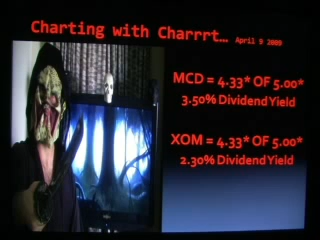 Charting with Charrrt... April 9 2009
MCD = 4.33* OF 5.00*
3.50% Dividend Yield
XOM = 4.33* OF 5.00*
2.30% Dividend Yield